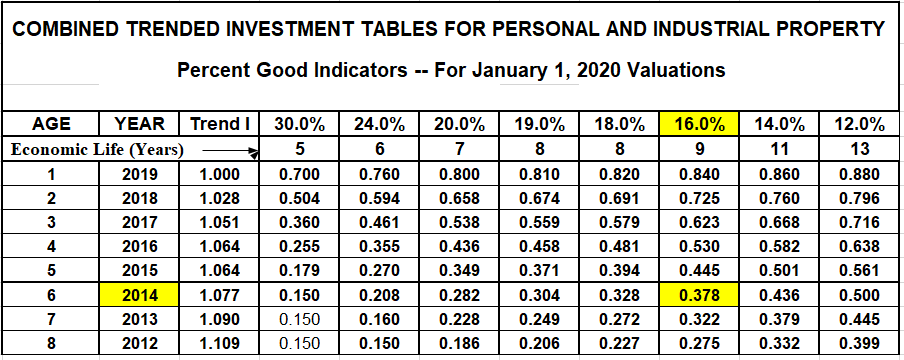 COMBINED TRENDED INVESTMENT TABLES FOR PERSONAL AND INDUSTRIAL PROPERTY
Percent Good Indicators -- For January 1, 2020 Valuations
AGE YEAR Trend I 30.0% 24.0% 20.0% 19.0% 18.0% 16.0% 14.0% 12.0%
Economic Life (Years) 5 6 7 8 8 9 11 13
1 2019 1.000 0.700 0.760 0.800 0.810 0.820 0.840 0.860 0.880
2 2018 1.028 0.504 0.594 0.658 0.674 0.691 0.725 0.760 0.796
3 2017 1.051 0.360 0.461 0.538 0.559 0.579 0.623 0.668 0.716
4 2016 1.064 0.255 0.355 0.436 0.458 0.481 0.530 0.582 0.638
5 2015 1.064 0.179 0.270 0.349 0.371 0.394 0.445 0.501 0.561
6 2014 1.077 0.150 0.208 0.282 0.304 0.328 0.378 0.436 0.500
7 2013 1.090 0.150 0.160 0.228 0.249 0.272 0.322 0.379 0.445
8 2012 1.109 0.150 0.150 0.186 0.206 0.227 0.275 0.332 0.399